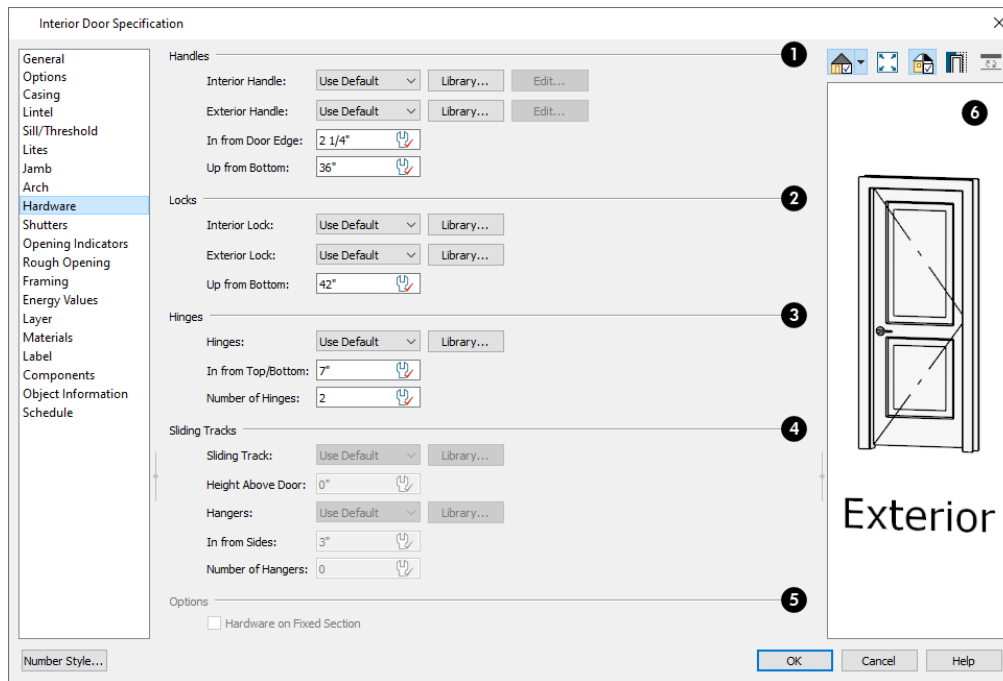 Interior Door Specification
General
Options
Casing
Lintel
Sill/Threshold
Lites
Jamb
Arch
Hardware
Shutters
Opening Indicators
Rough Opening
Framing
Energy Values
Layer
Materials
Label
Components
Object Information
Schedule
Number Style...
Handles 1
Interior Handle: Use Default Library... Edit...
Exterior Handle: Use Default Library... Edit...
In from Door Edge: 2 1/4"
Up from Bottom: 36"
Locks 2
Interior Lock: Use Default Library...
Exterior Lock: Use Default Library...
Up from Bottom: 42"
Hinges 3
Hinges: Use Default Library...
In from Top/Bottom: 7"
Number of Hinges: 2
Sliding Tracks 4
Sliding Track: Use Default Library...
Height Above Door: 0"
Hangers: Use Default Library...
In from Sides: 3"
Number of Hangers: 0
Options 5
Hardware on Fixed Section
6
Exterior
OK Cancel Help